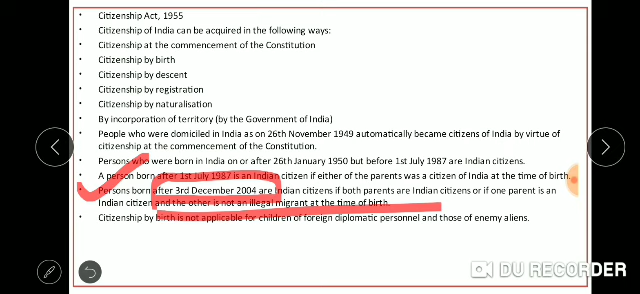 Citizenship Act, 1955
Citizenship of India can be acquired in the following ways:
Citizenship at the commencement of the Constitution
Citizenship by birth
Citizenship by descent
Citizenship by registration
Citizenship by naturalisation
By incorporation of territory (by the Government of India)
People who were domiciled in India as on 26th November 1949 automatically became citizens of India by virtue of
citizenship at the commencement of the Constitution.
Persons who were born in India on or after 26th January 1950 but before 1st July 1987 are Indian citizens.
A person born after 1st July 1987 is an Indian citizen if either of the parents was a citizen of India at the time of birth.
Persons born after 3rd December 2004 are Indian citizens if both parents are Indian citizens or if one parent is an
Indian citizen and the other is not an illegal migrant at the time of birth.
Citizenship by birth is not applicable for children of foreign diplomatic personnel and those of enemy aliens.
DU RECORDER